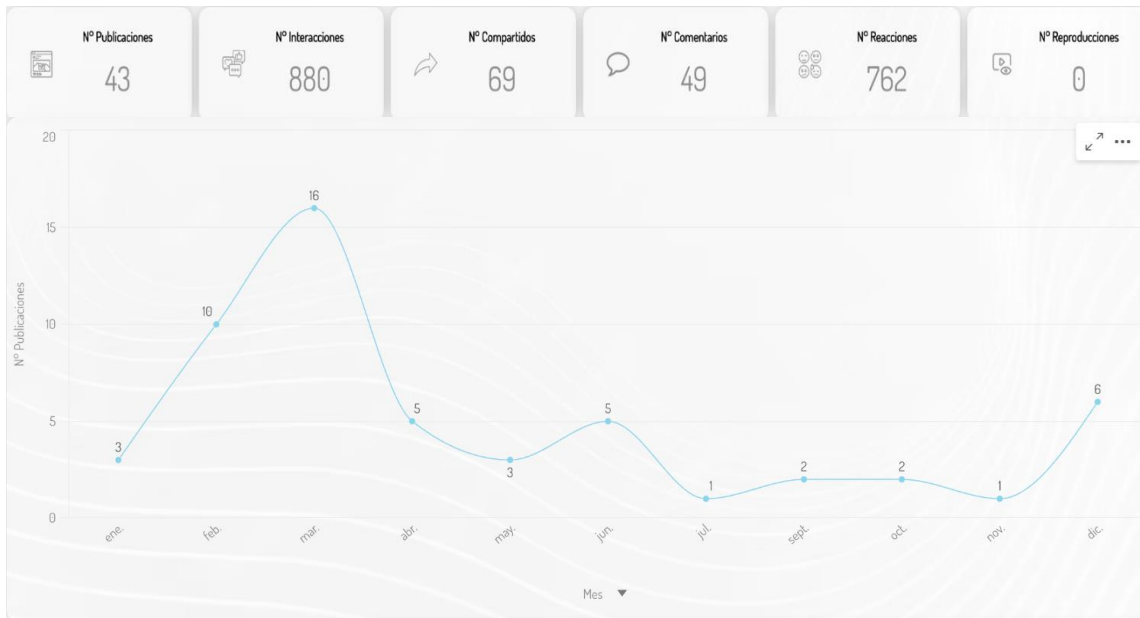 Nº Publicaciones
43
Nº Interacciones
880
Nº Compartidos
69
Nº Comentarios
49
Nº Reacciones
762
Nº Reproducciones
0
Nº Publicaciones
20
15
10
5
0
3
10
16
5
3
5
1
2
2
1
6
ene.
feb.
mar.
abr.
may.
jun.
jul.
sept.
oct.
nov.
dic.
Mes